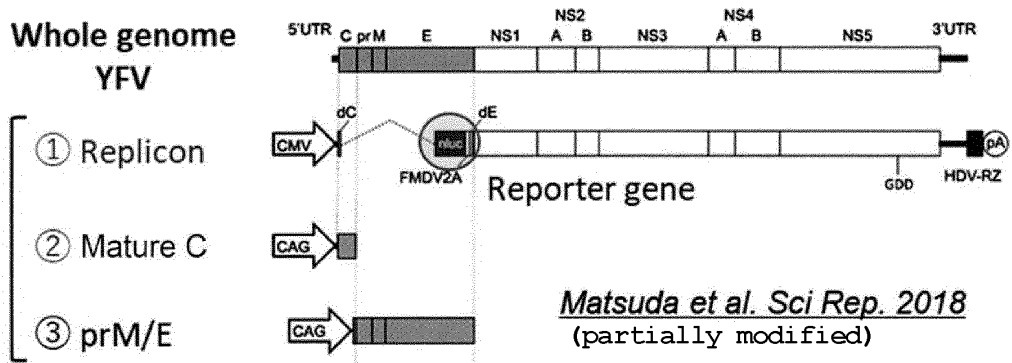 Whole genome
YFV
5'UTR C prM E NS1 NS2 A B NS3 NS4 A B NS5 3'UTR
① Replicon
CMV dC nluc dE FMDV2A Reporter gene GDD HDV-RZ pA
② Mature C
CAG
③ prM/E
CAG
Matsuda et al. Sci Rep. 2018
(partially modified)